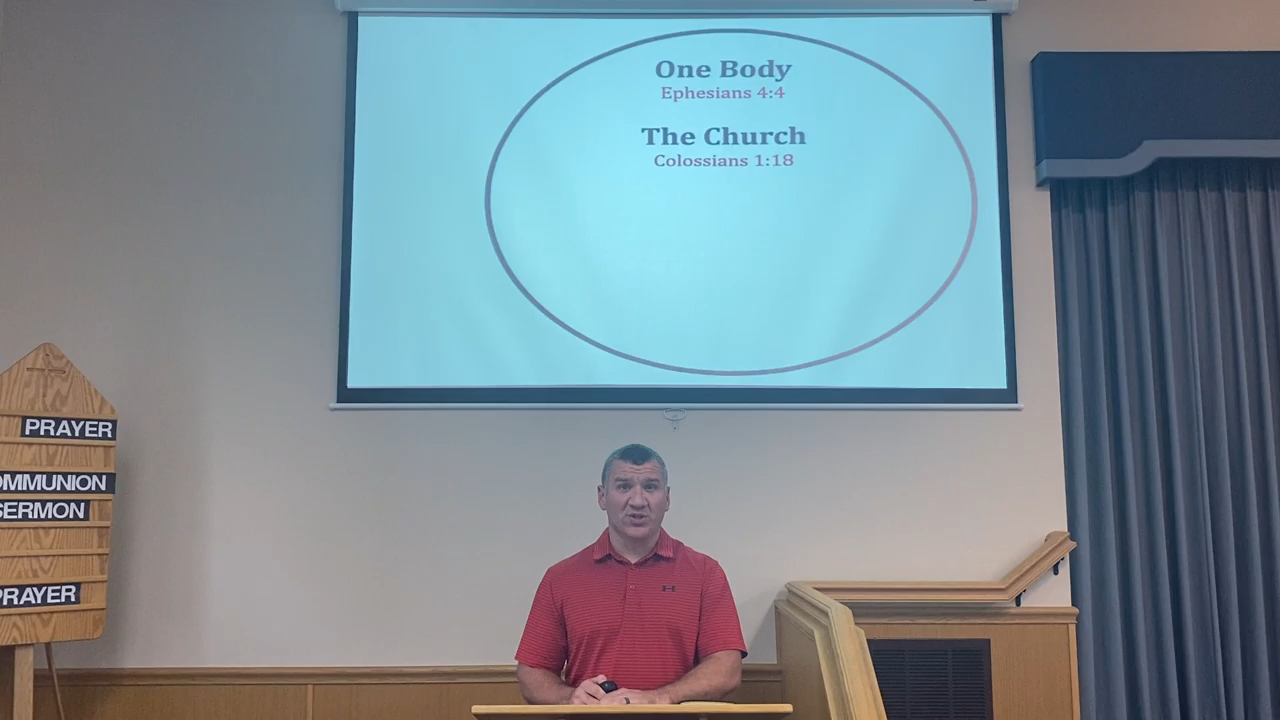 One Body
Ephesians 4:4
The Church
Colossians 1:18
PRAYER
OMMUNION
SERMON
PRAYER